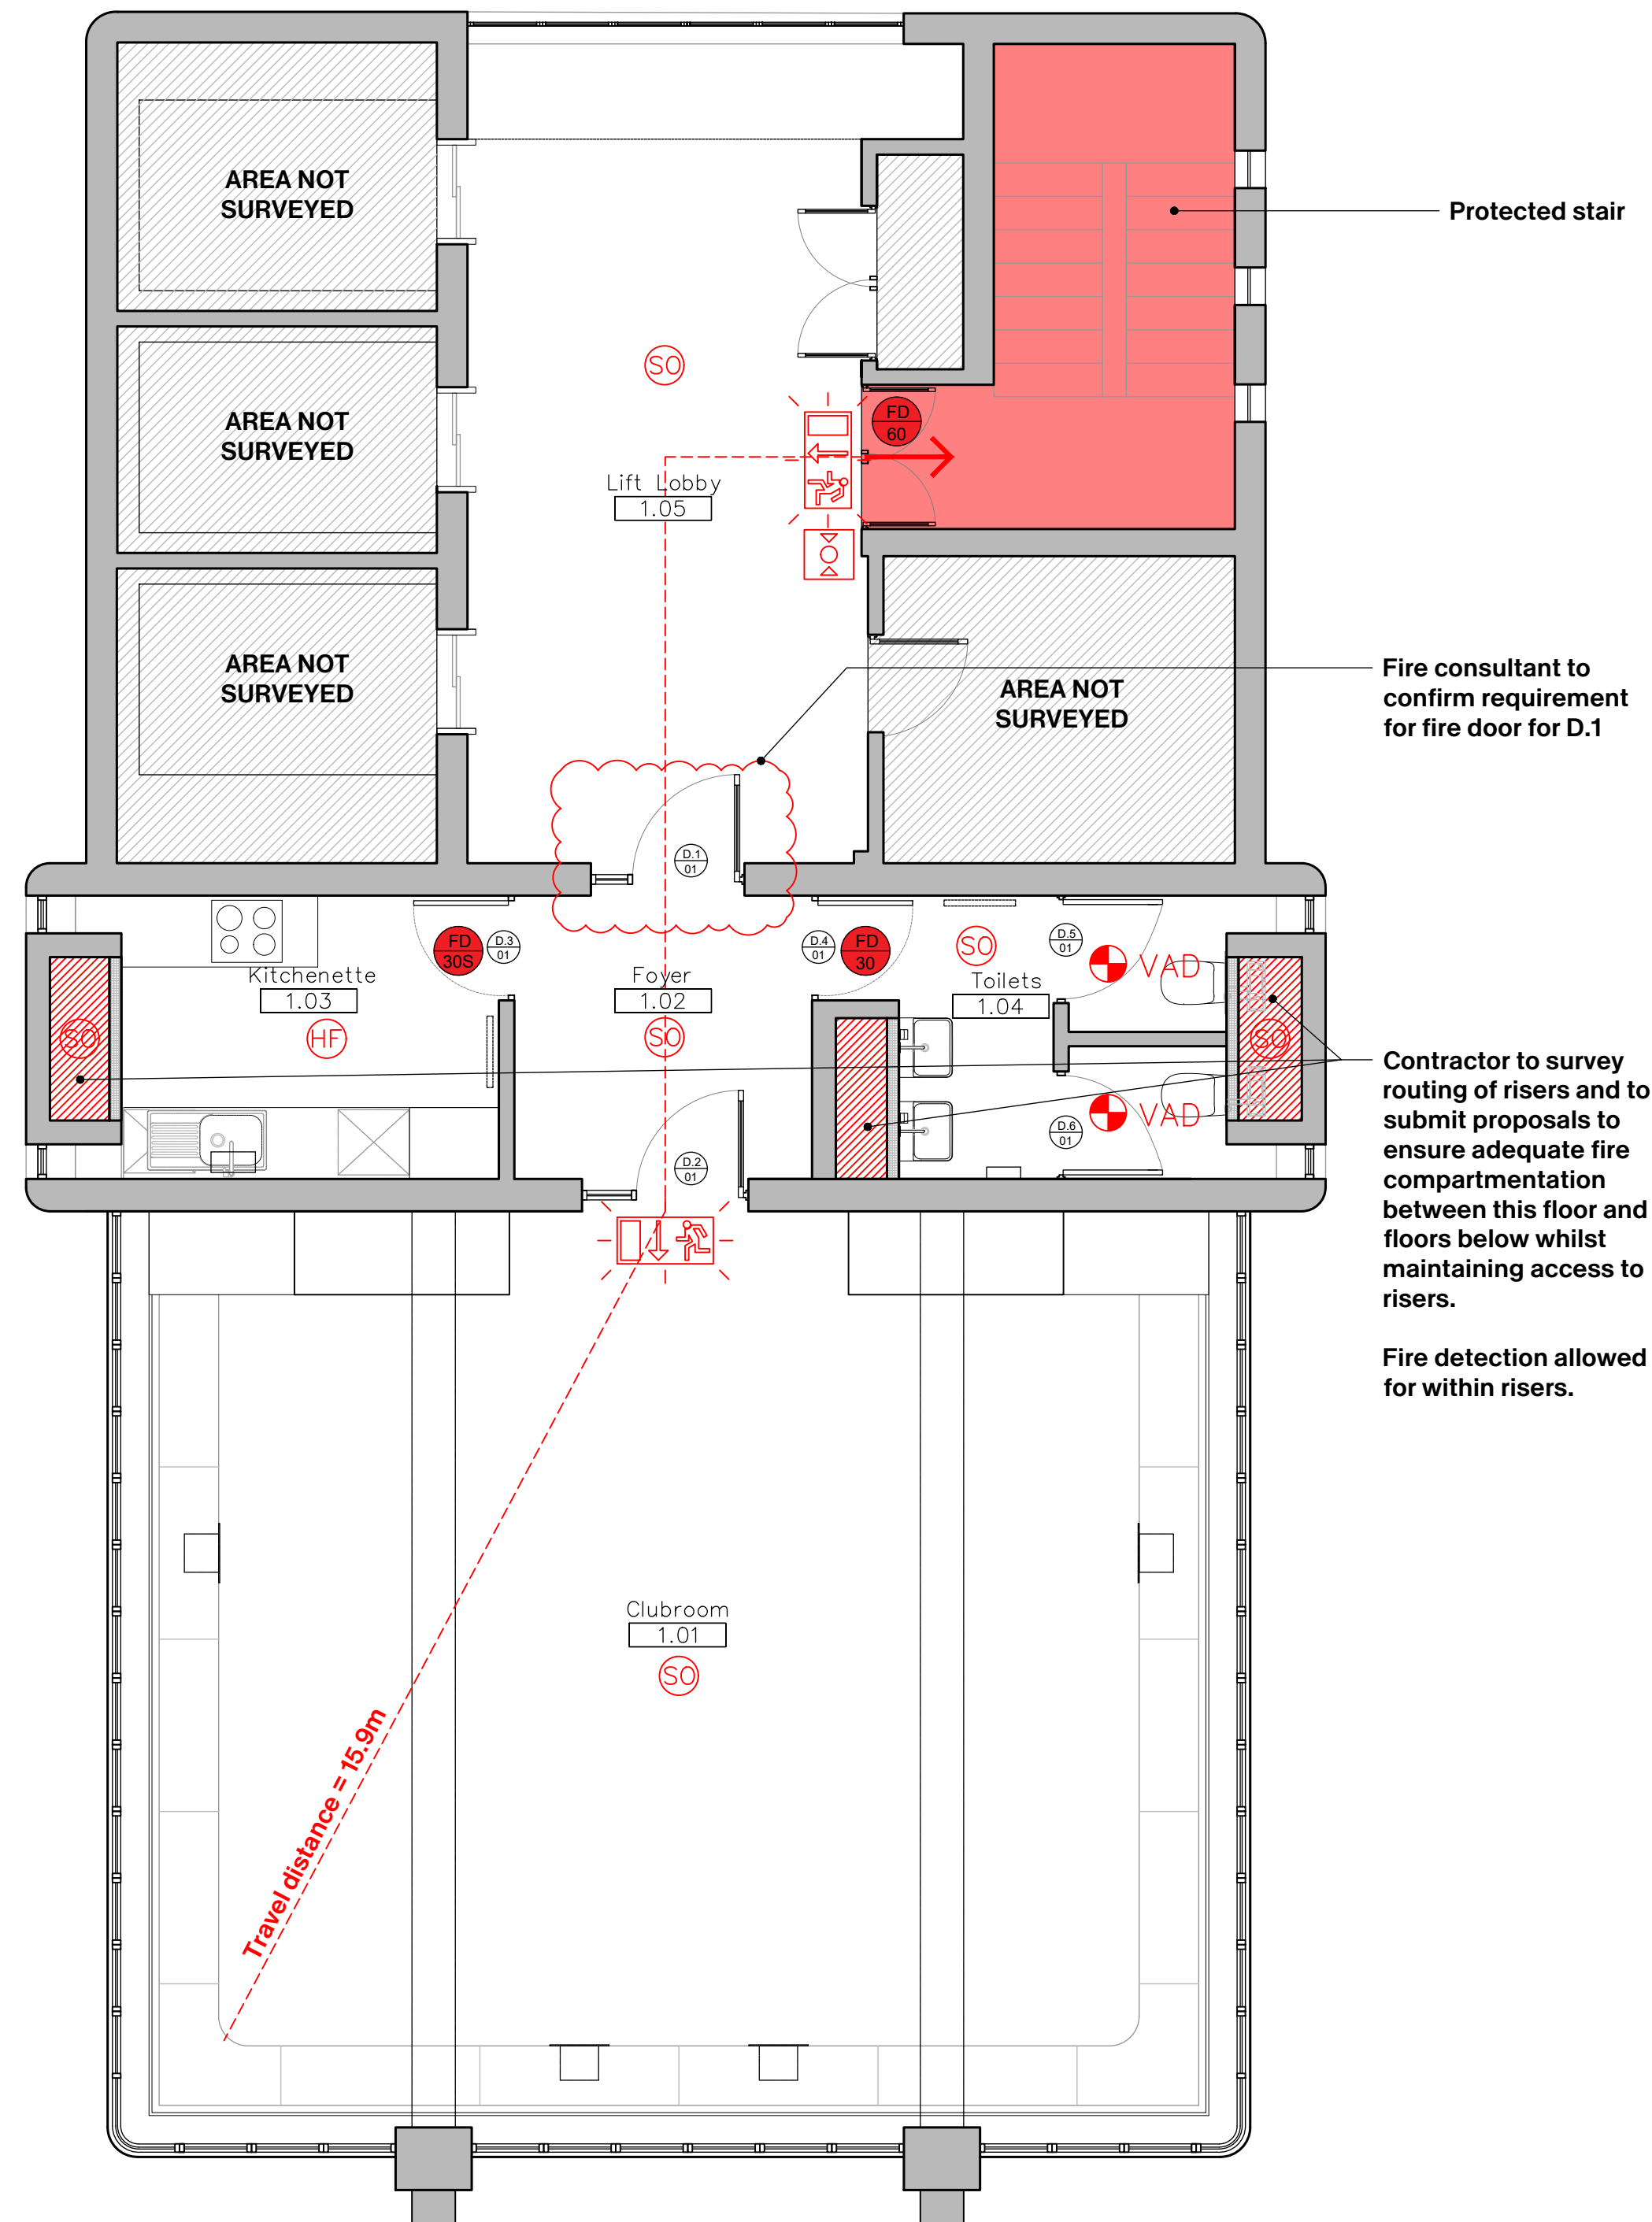 AREA NOT
SURVEYED
Protected stair
SO
FD
60
AREA NOT
SURVEYED
Lift Lobby
1.05
AREA NOT
SURVEYED
AREA NOT
SURVEYED
Fire consultant to
confirm requirement
for fire door for D.1
D.1
01
FD
30S
D.3
01
D.4
01
FD
30
SO
D.5
01
VAD
Kitchenette
1.03
Foyer
1.02
Toilets
1.04
SO
HF
SO
SO
Contractor to survey
routing of risers and to
submit proposals to
ensure adequate fire
compartmentation
between this floor and
floors below whilst
maintaining access to
risers.
Fire detection allowed
for within risers.
VAD
D.6
01
D.2
01
Clubroom
1.01
SO
Travel distance = 15.9m